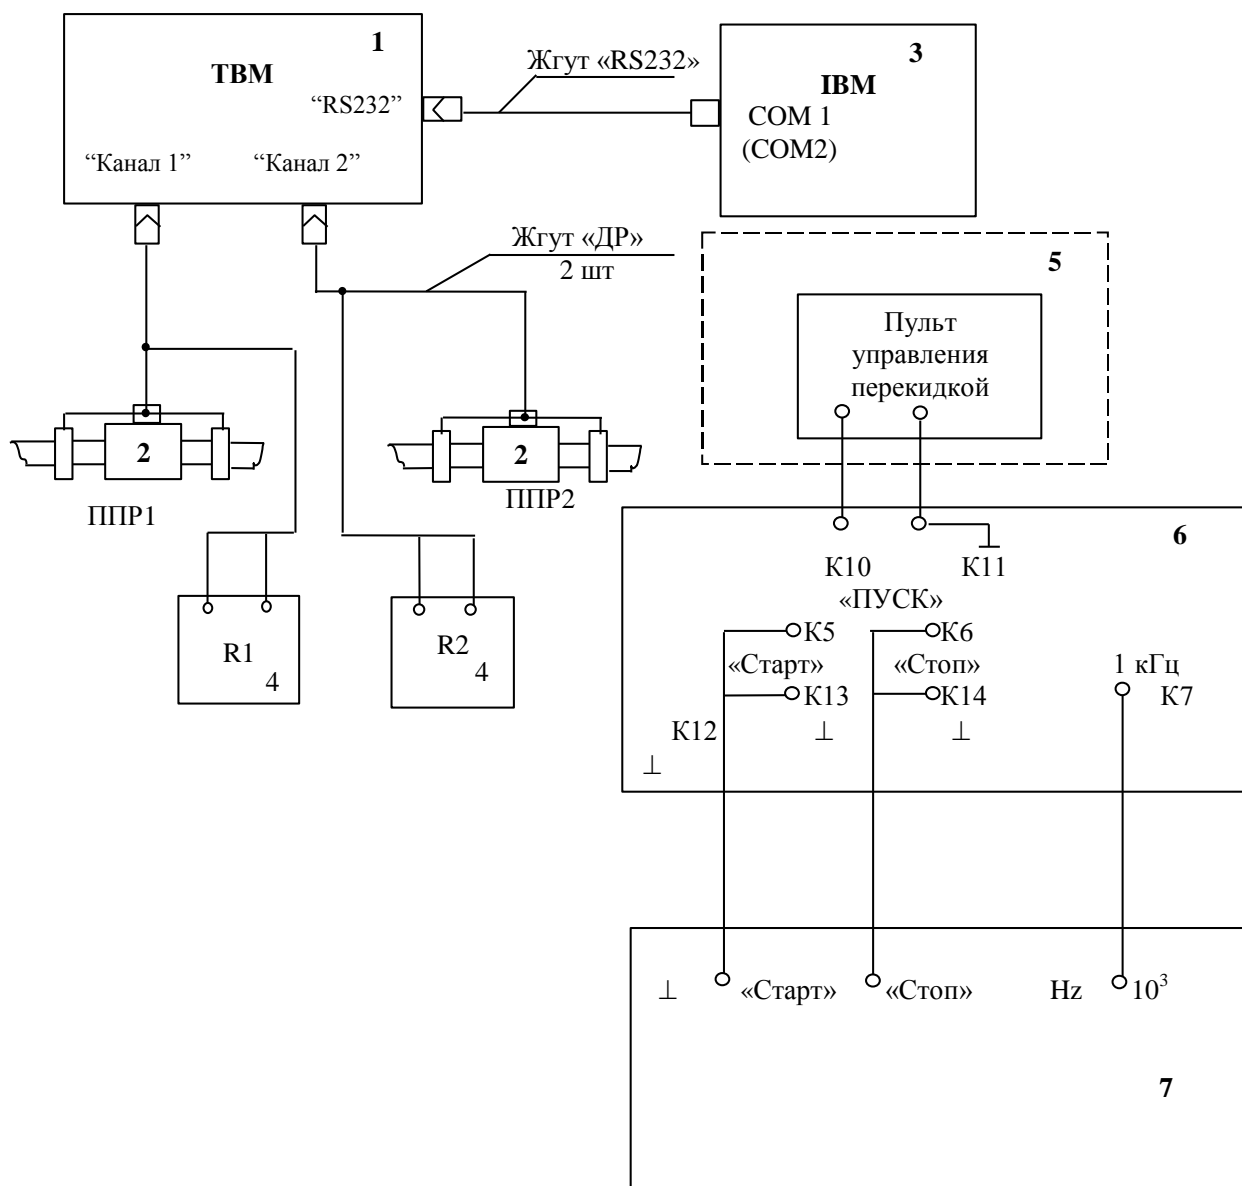 1
ТВМ
“RS232”
“Канал 1” “Канал 2”
Жгут «RS232»
3
IBM
COM 1
(COM2)
Жгут «ДР»
2 шт
5
Пульт
управления
перекидкой
2
ППР1
2
ППР2
R1
4
R2
4
6
К10 К11
«ПУСК»
К5 К6
«Старт» «Стоп» 1 кГц
К13 К14 К7
К12 ⊥ ⊥
⊥
⊥ «Старт» «Стоп» Hz 10³
7